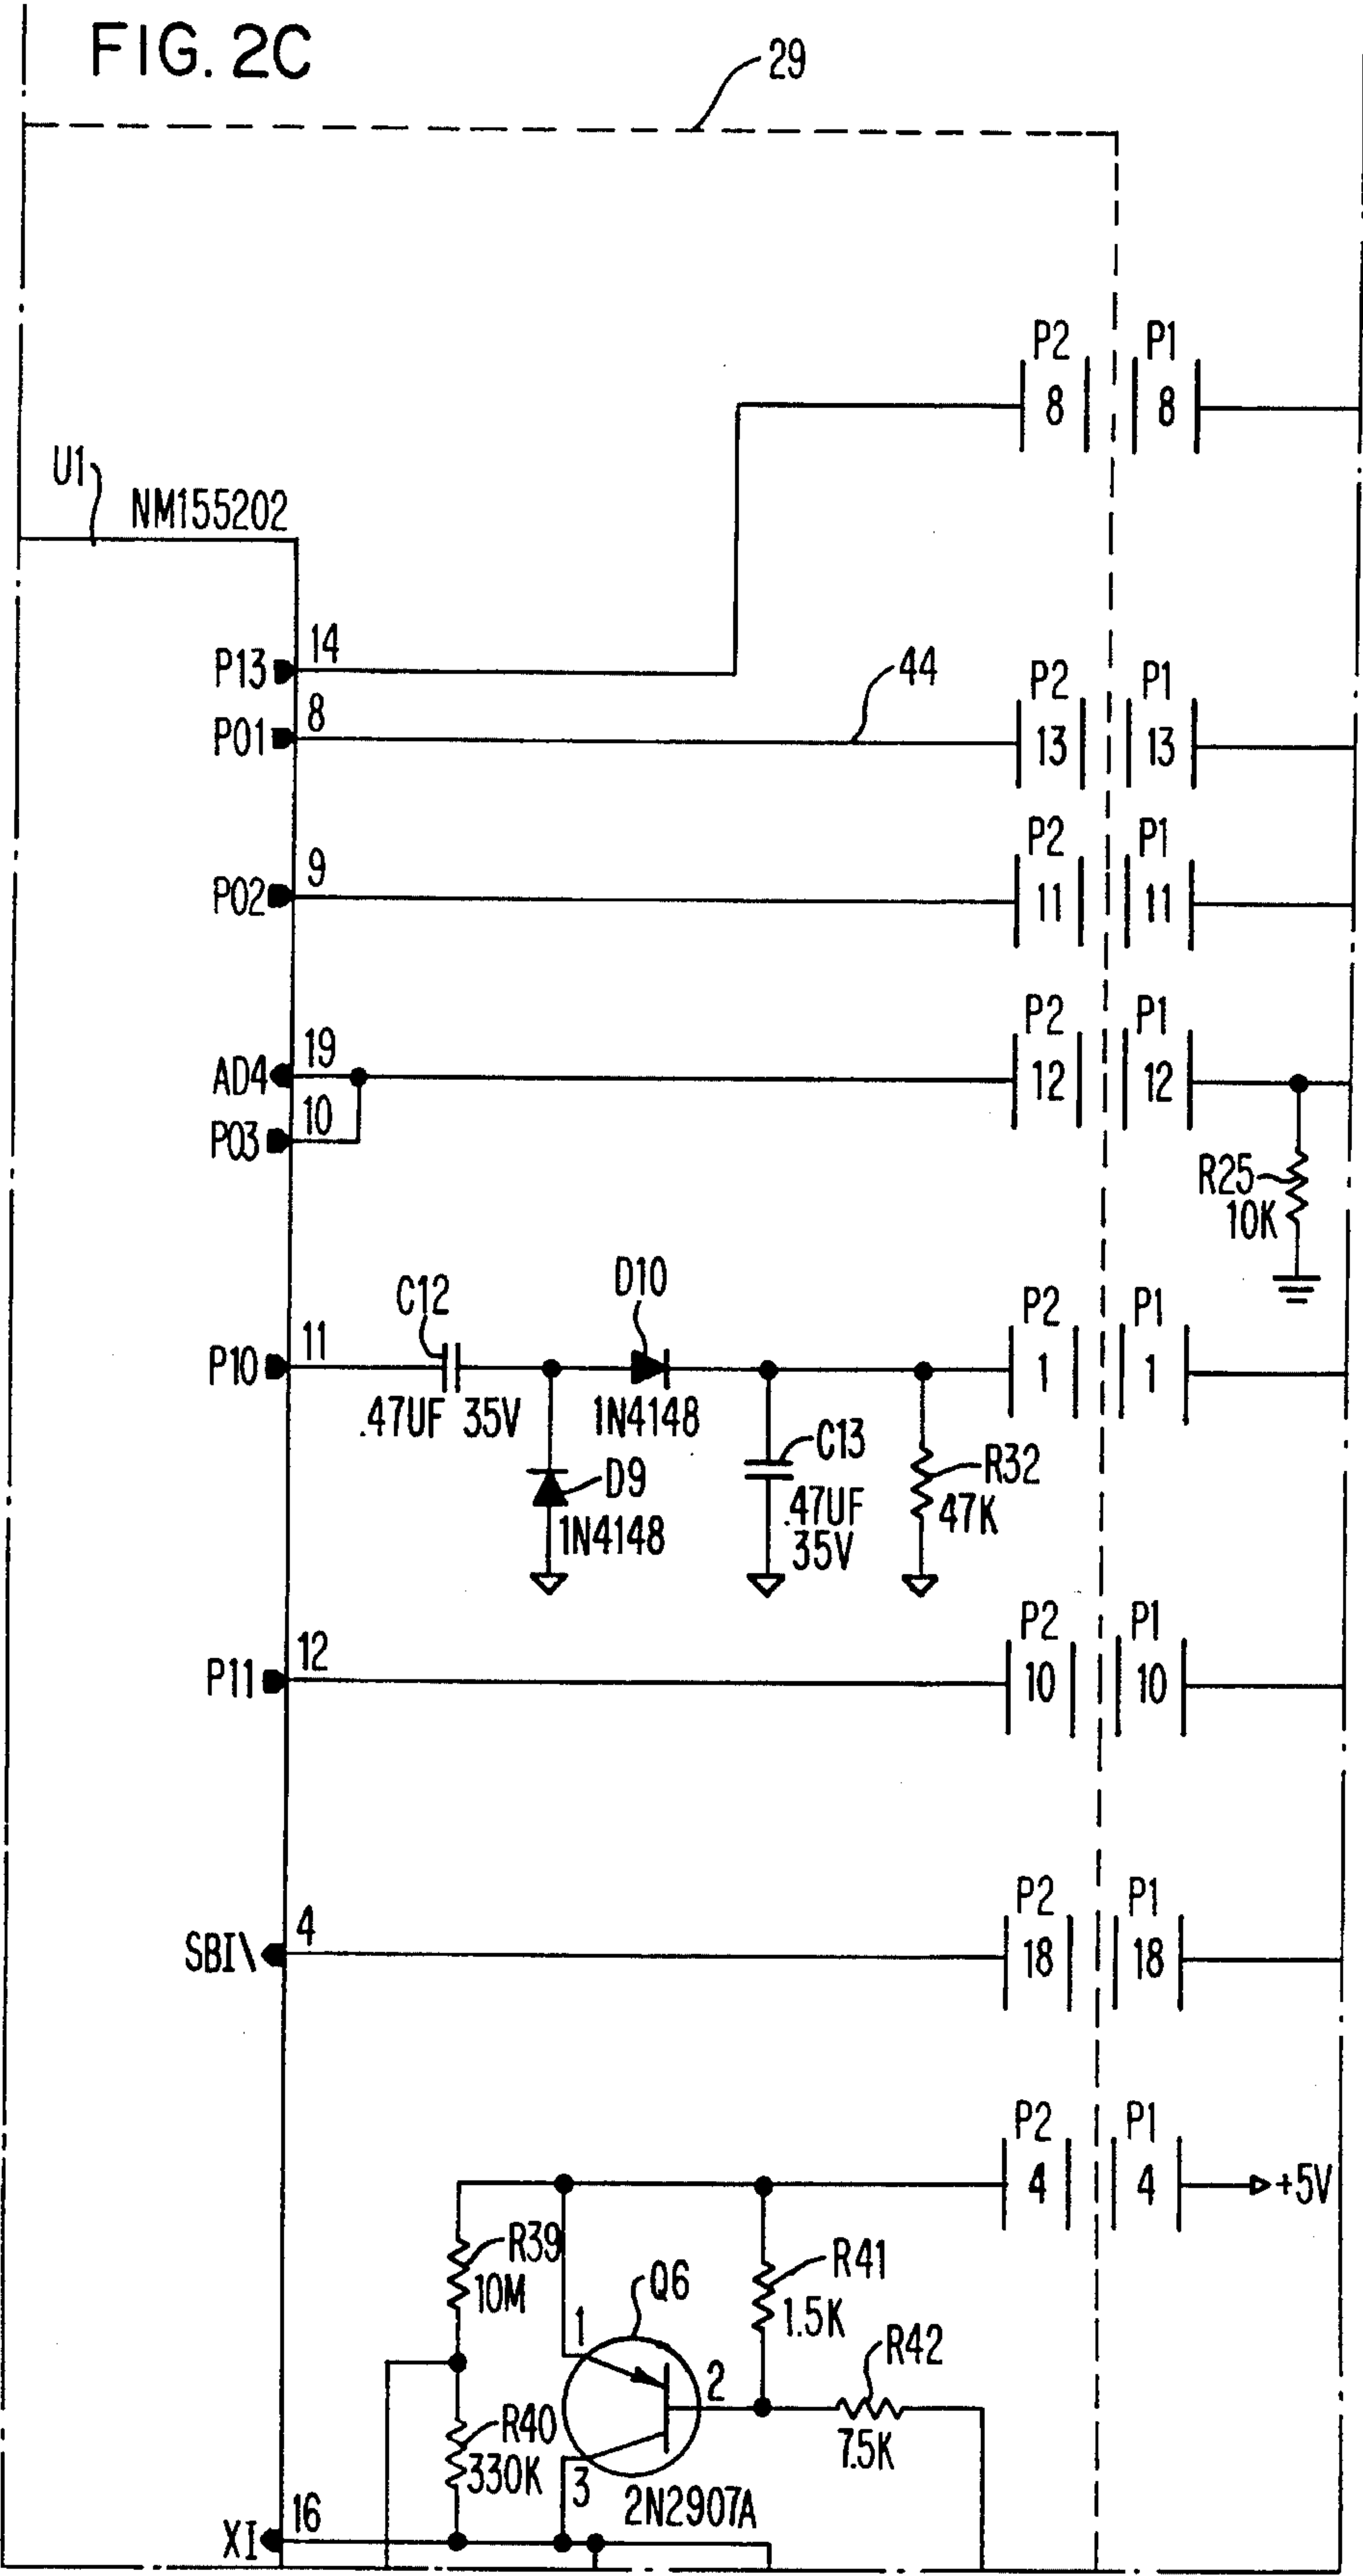 FIG. 2C
29
P2 P1
8 8
U1
NM155202
P13 14
P01 8
44
P2 P1
13 13
P02 9
P2 P1
11 11
AD4 19
P03 10
P2 P1
12 12
R25
10K
P10 11
C12
.47UF 35V
D10
1N4148
D9
1N4148
C13
.47UF
35V
R32
47K
P2 P1
1 1
P11 12
P2 P1
10 10
SBI\ 4
P2 P1
18 18
P2 P1
4 4
+5V
R39
10M
Q6
R41
1.5K
1
2
R42
7.5K
R40
330K
3
2N2907A
XI 16